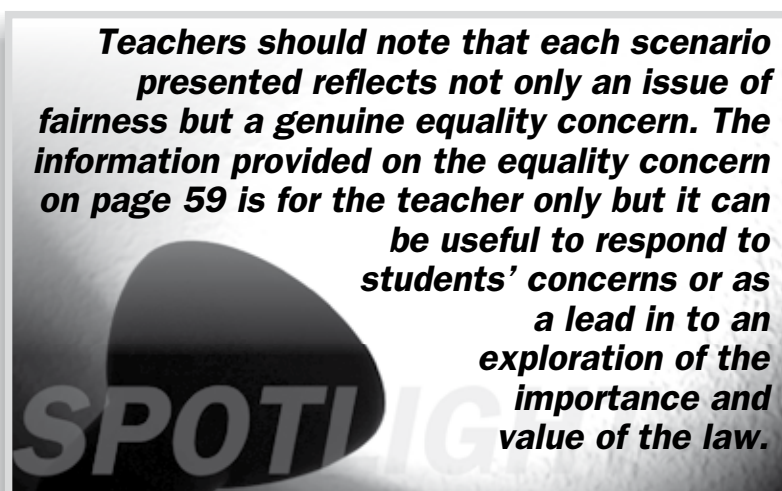 Teachers should note that each scenario
presented reflects not only an issue of
fairness but a genuine equality concern. The
information provided on the equality concern
on page 59 is for the teacher only but it can
be useful to respond to
students’ concerns or as
a lead in to an
exploration of the
importance and
value of the law.
SPOTLIGHT